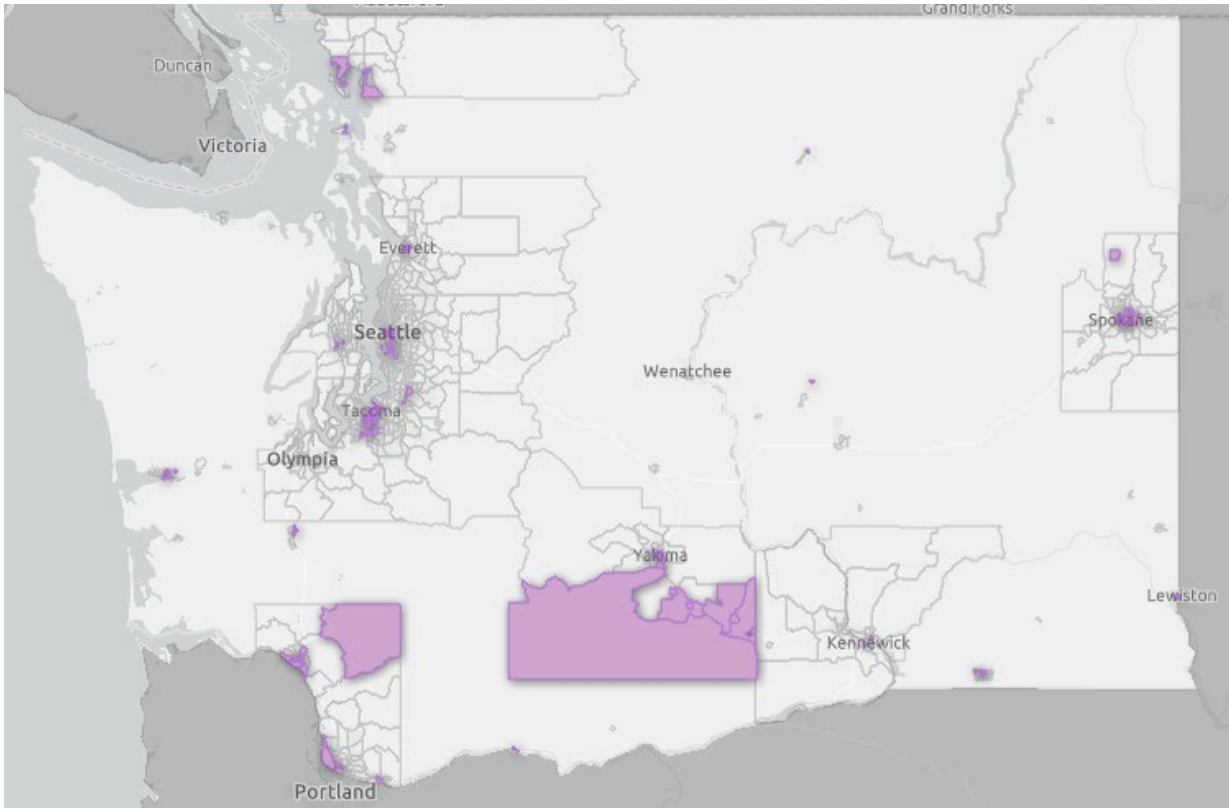 Grand Forks
Duncan
Victoria
Everett
Seattle
Spokane
Wenatchee
Tacoma
Olympia
Yakima
Lewiston
Kennewick
Portland